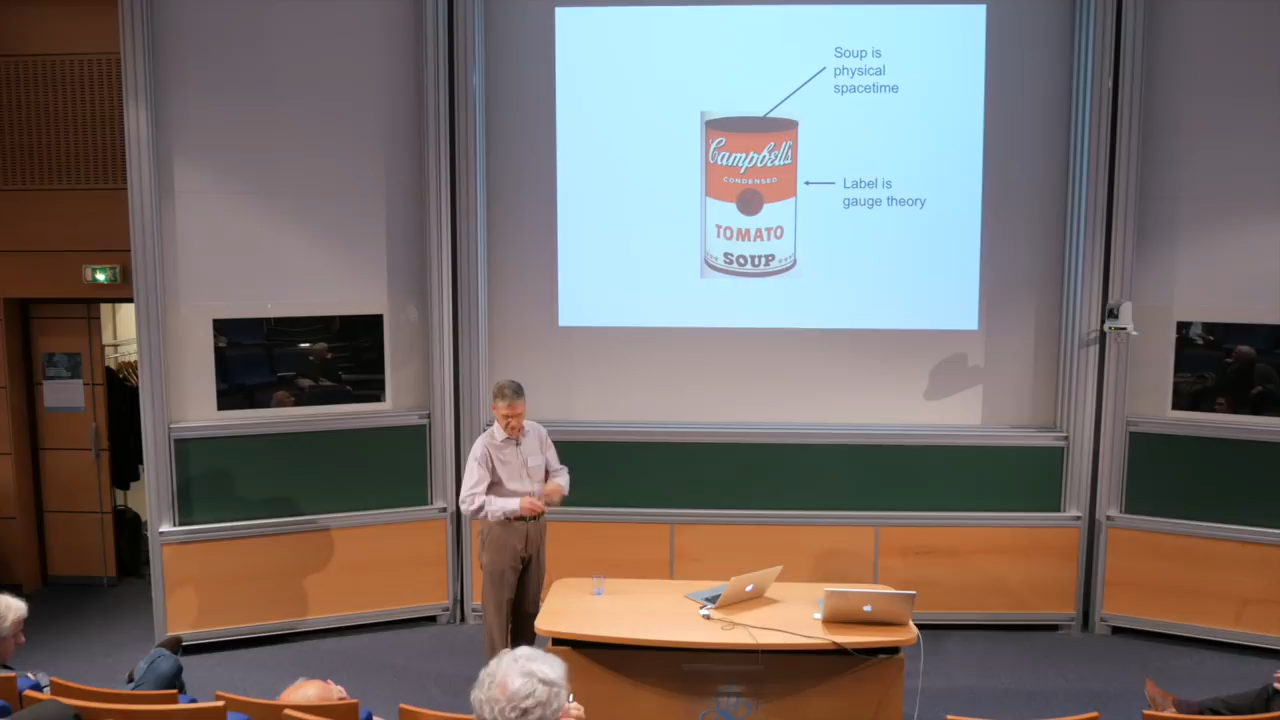 Soup is
physical
spacetime
Campbell's
CONDENSED
Label is
gauge theory
TOMATO
SOUP